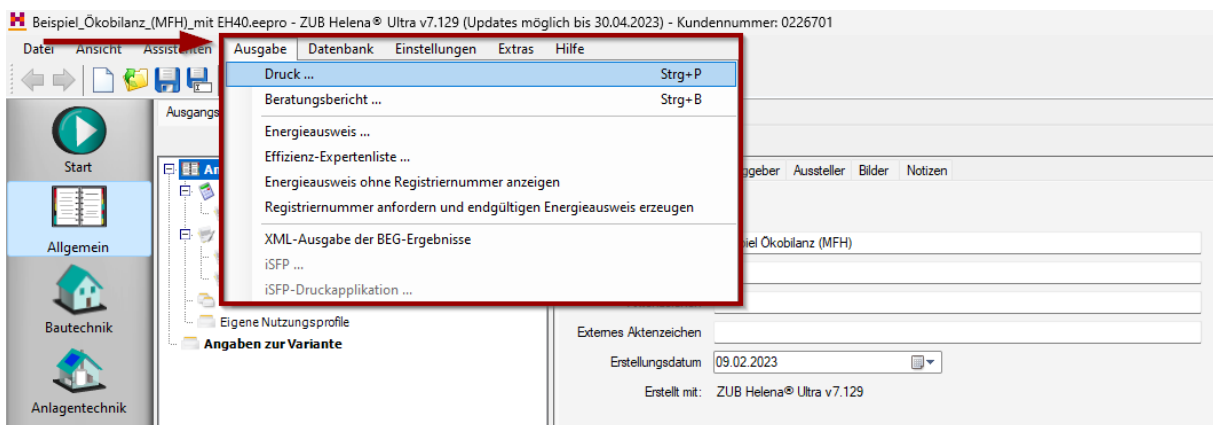 Beispiel_Ökobilanz_(MFH)_mit EH40.eepro - ZUB Helena® Ultra v7.129 (Updates möglich bis 30.04.2023) - Kundennummer: 0226701
Datei Ansicht Assistenten Ausgabe Datenbank Einstellungen Extras Hilfe
Druck ... Strg+P
Beratungsbericht ... Strg+B
Ausgangs
Energieausweis ...
Effizienz-Expertenliste ...
Start
An
ggeber Aussteller Bilder Notizen
Energieausweis ohne Registriernummer anzeigen
Registriernummer anfordern und endgültigen Energieausweis erzeugen
XML-Ausgabe der BEG-Ergebnisse
iel Ökobilanz (MFH)
Allgemein
iSFP ...
iSFP-Druckapplikation ...
Eigene Nutzungsprofile
Bautechnik
Externes Aktenzeichen
Angaben zur Variante
Erstellungsdatum 09.02.2023
Erstellt mit: ZUB Helena® Ultra v7.129
Anlagentechnik